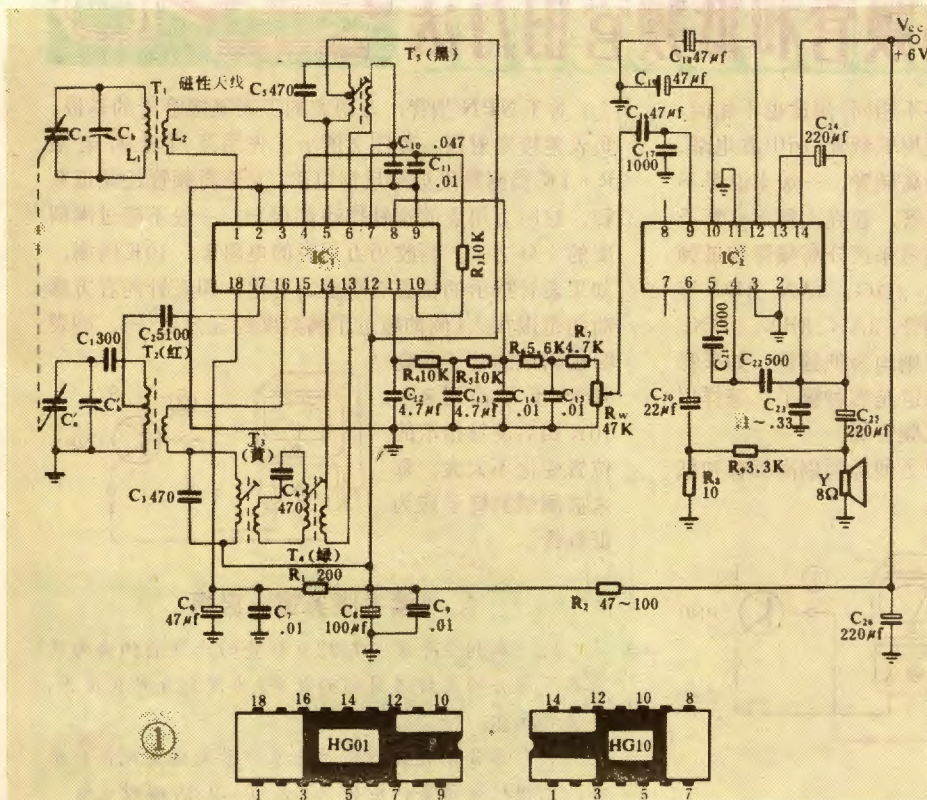 T₅ (黑)
Vcc
+6V
C₁₈ 47μf
C₁₉ 47μf
C₁₆ 47μf
C₁₇
1000
C₂₄
220μf
磁性天线
C₅ 470
T₁
Ca
Cb
L₁
L₂
C₁₀ .047
C₁₁
.01
R₃ 10K
1 2 3 4 5 6 7 8 9
IC₁
18 17 16 15 14 13 12 11 10
8 9 10 11 12 13 14
IC₂
7 6 5 4 3 2 1
C₂ 5100
C₁ 300
T₂(红)
C'a
C'b
R₄ 10K
R₅ 10K
R₆ 5.6K
R₇
4.7K
C₁₂
4.7μf
C₁₃
4.7μf
C₁₄
.01
C₁₅
.01
Rw
47K
C₂₁ 1000
C₂₂ 500
C₂₀
22μf
C₂₃
.1~.33
C₂₅
220μf
R₉ 3.3K
R₈
10
Y
8Ω
T₃
(黄)
C₃ 470
C₄
470
T₄(绿)
R₁ 200
R₂ 47~100
C₆
47μf
C₇
.01
C₈
100μf
C₉
.01
C₂₆
220μf
①
18 16 14 12 10
HG01
1 3 5 7 9
14 12 10 8
HG10
1 3 5 7